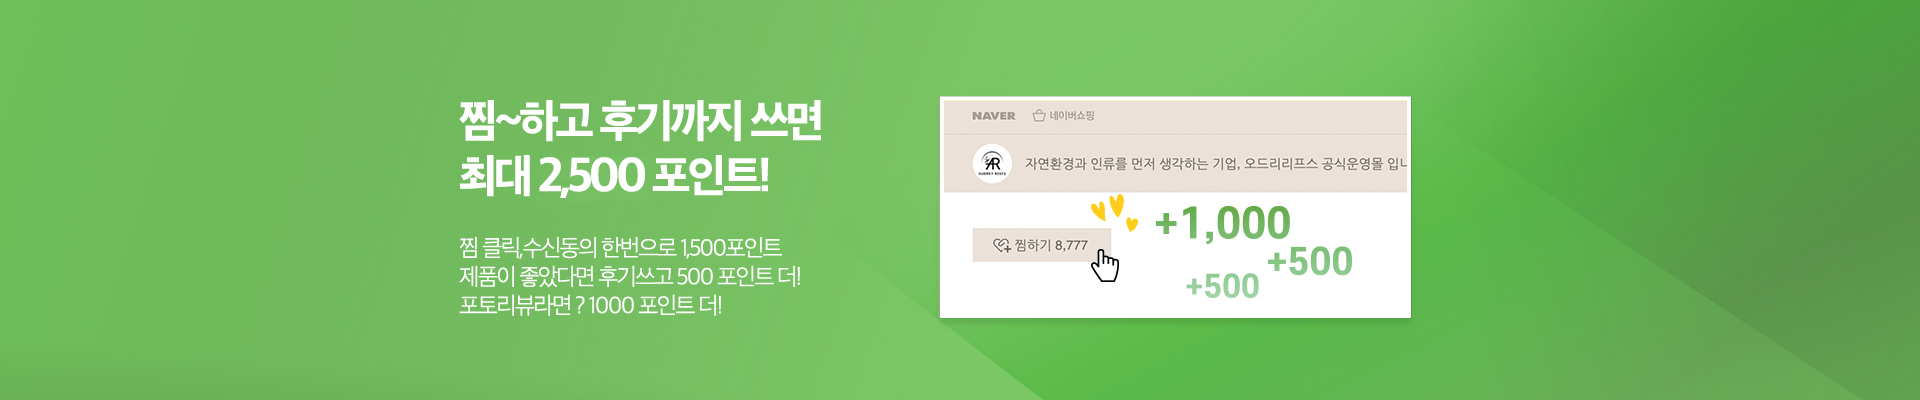 찜~하고 후기까지 쓰면
최대 2,500 포인트!
찜 클릭,수신동의 한번으로 1,500포인트
제품이 좋았다면 후기쓰고 500 포인트 더!
포토리뷰라면 ? 1000 포인트 더!
NAVER 네이버쇼핑
AR
AUDREY REEFS
자연환경과 인류를 먼저 생각하는 기업, 오드리리프스 공식운영몰 입니
찜하기 8,777
+1,000
+500
+500